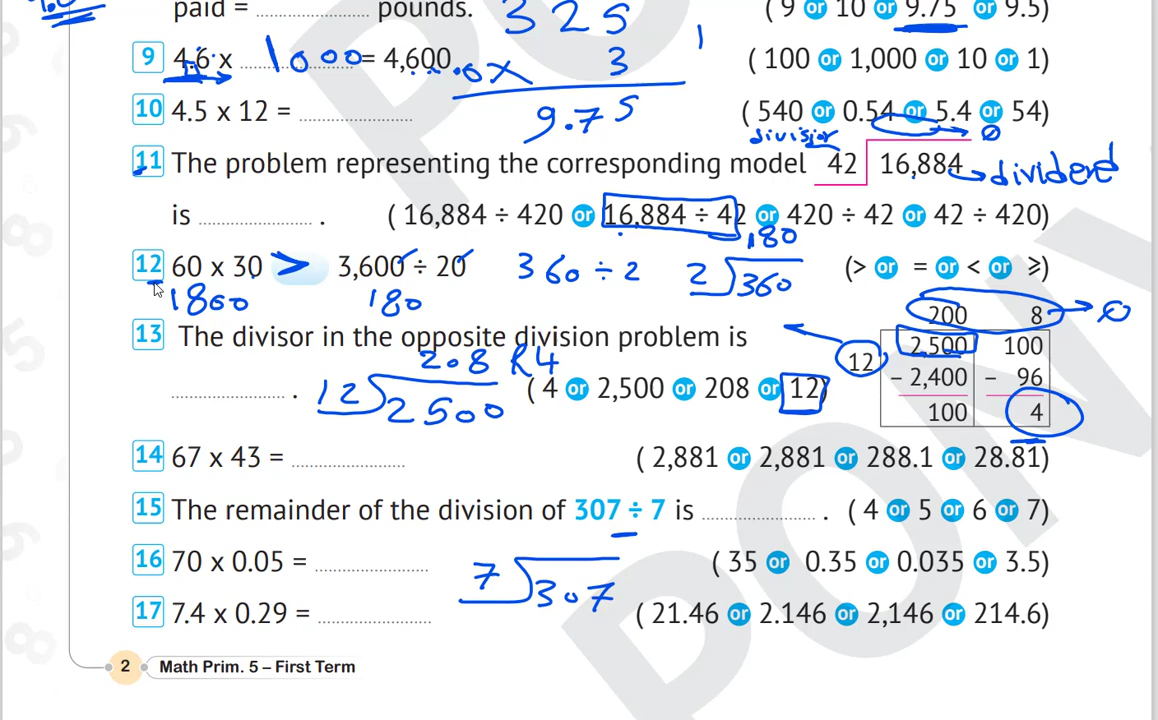 paid = .................. pounds. 325 ( 9 or 10 or 9.75 or 9.5)
9 4.6 x 1000 = 4,600 x 3 ( 100 or 1,000 or 10 or 1)
10 4.5 x 12 = .................. 9.75 ( 540 or 0.54 or 5.4 or 54)
division
11 The problem representing the corresponding model 42 16,884 dividend
is .................. . ( 16,884 ÷ 420 or 16,884 ÷ 42 or 420 ÷ 42 or 42 ÷ 420)
180
12 60 x 30 > 3,600 ÷ 20 360 ÷ 2 2 360 (> or = or < or ⩾)
1800 180
200 8
13 The divisor in the opposite division problem is
12 2,500 100
208 R4
- 2,400 - 96
.................. . 12 2500 ( 4 or 2,500 or 208 or 12)
100 4
14 67 x 43 = .................. ( 2,881 or 2,881 or 288.1 or 28.81)
15 The remainder of the division of 307 ÷ 7 is .................. . ( 4 or 5 or 6 or 7)
16 70 x 0.05 = .................. 7 307 ( 35 or 0.35 or 0.035 or 3.5)
17 7.4 x 0.29 = .................. ( 21.46 or 2.146 or 2,146 or 214.6)
2 Math Prim. 5 – First Term